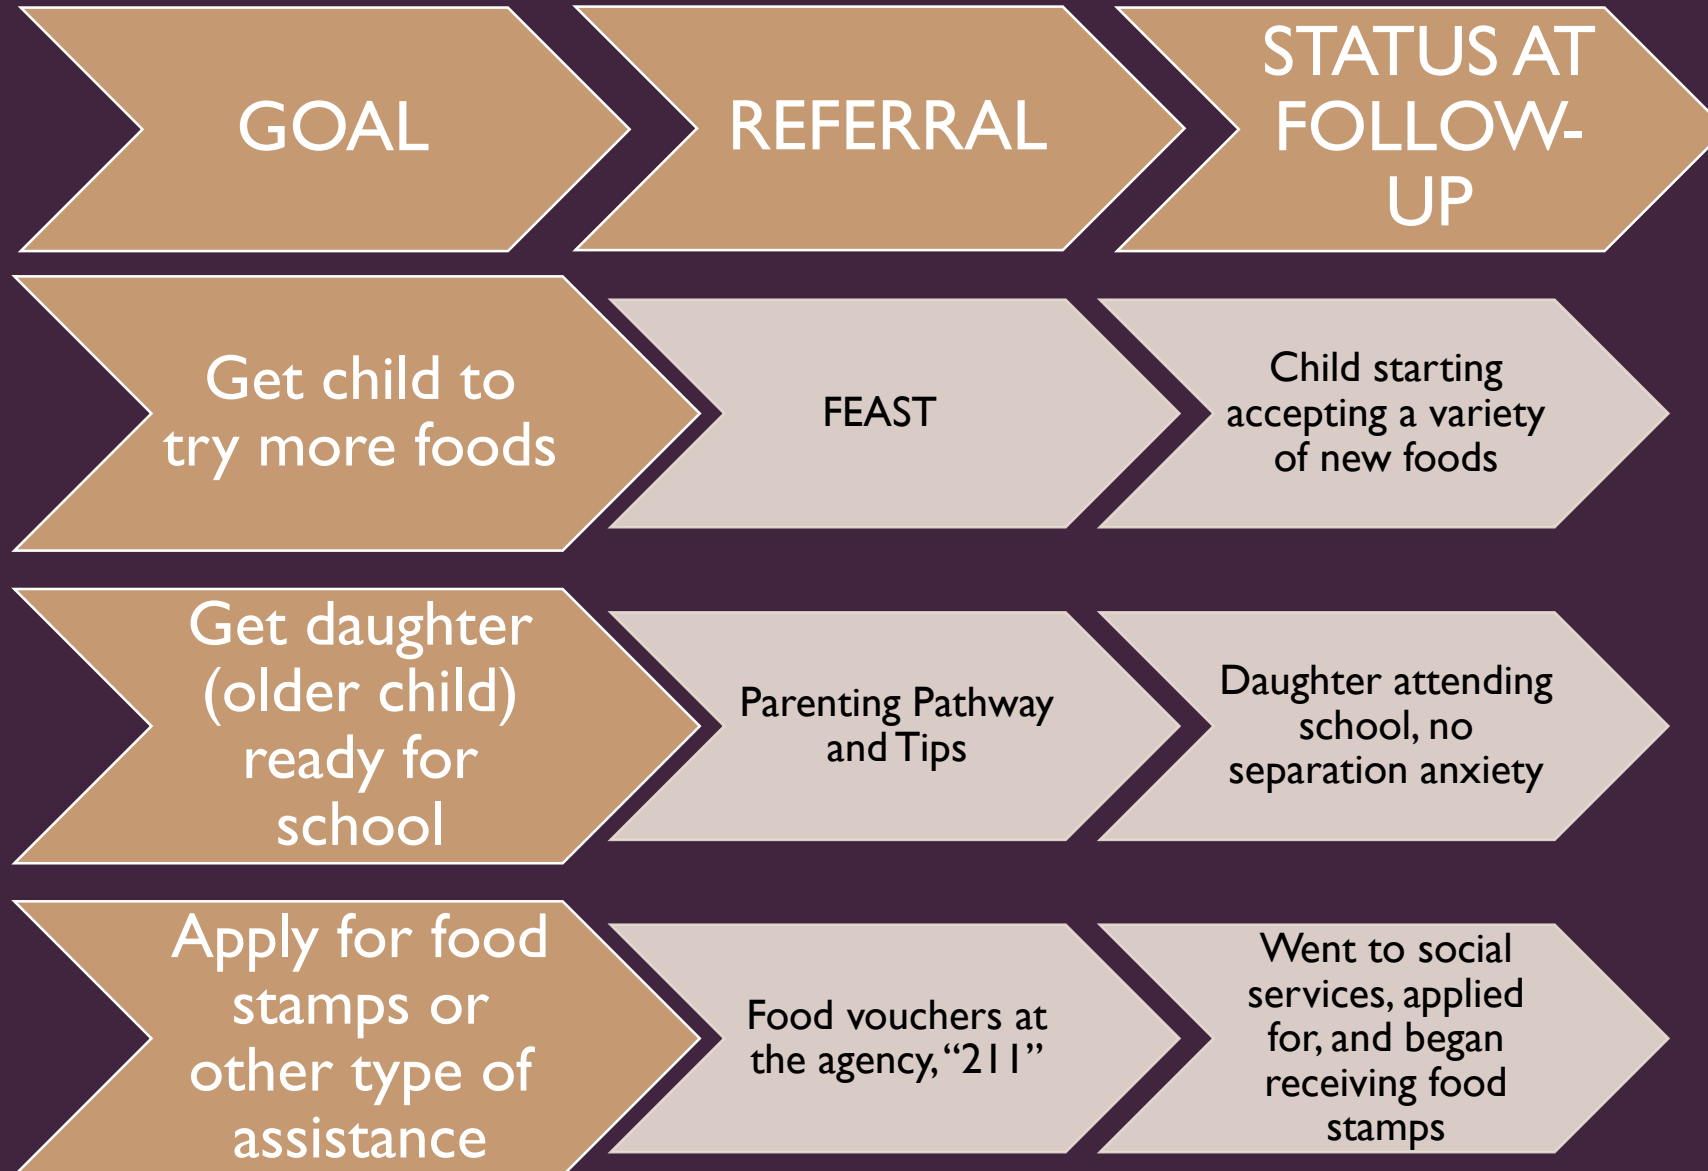 GOAL
REFERRAL
STATUS AT
FOLLOW-
UP
Get child to
try more foods
FEAST
Child starting
accepting a variety
of new foods
Get daughter
(older child)
ready for
school
Parenting Pathway
and Tips
Daughter attending
school, no
separation anxiety
Apply for food
stamps or
other type of
assistance
Food vouchers at
the agency, “211”
Went to social
services, applied
for, and began
receiving food
stamps